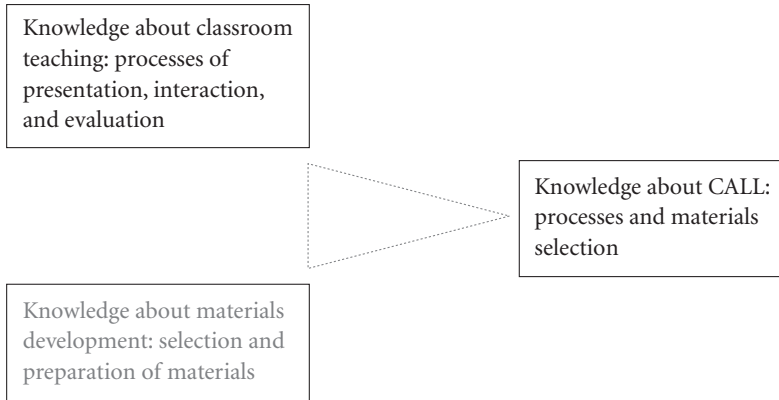 Knowledge about classroom
teaching: processes of
presentation, interaction,
and evaluation
Knowledge about CALL:
processes and materials
selection
Knowledge about materials
development: selection and
preparation of materials